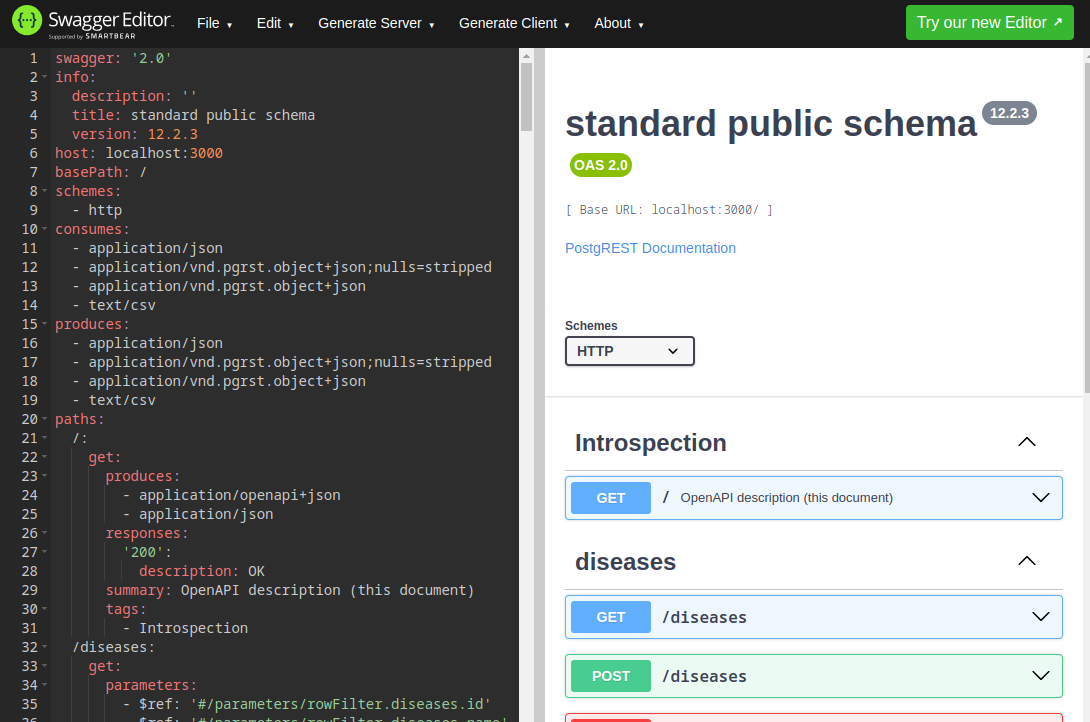 Swagger Editor.
Supported by SMARTBEAR
File
Edit
Generate Server
Generate Client
About
Try our new Editor ↗
1 swagger: '2.0'
2 info:
3 description: ''
4 title: standard public schema
5 version: 12.2.3
6 host: localhost:3000
7 basePath: /
8 schemes:
9 - http
10 consumes:
11 - application/json
12 - application/vnd.pgrst.object+json;nulls=stripped
13 - application/vnd.pgrst.object+json
14 - text/csv
15 produces:
16 - application/json
17 - application/vnd.pgrst.object+json;nulls=stripped
18 - application/vnd.pgrst.object+json
19 - text/csv
20 paths:
21 /:
22 get:
23 produces:
24 - application/openapi+json
25 - application/json
26 responses:
27 '200':
28 description: OK
29 summary: OpenAPI description (this document)
30 tags:
31 - Introspection
32 /diseases:
33 get:
34 parameters:
35 - $ref: '#/parameters/rowFilter.diseases.id'
36 - $ref: '#/parameters/rowFilter.diseases.name'
standard public schema 12.2.3
OAS 2.0
[ Base URL: localhost:3000/ ]
PostgREST Documentation
Schemes
HTTP
Introspection
GET / OpenAPI description (this document)
diseases
GET /diseases
POST /diseases